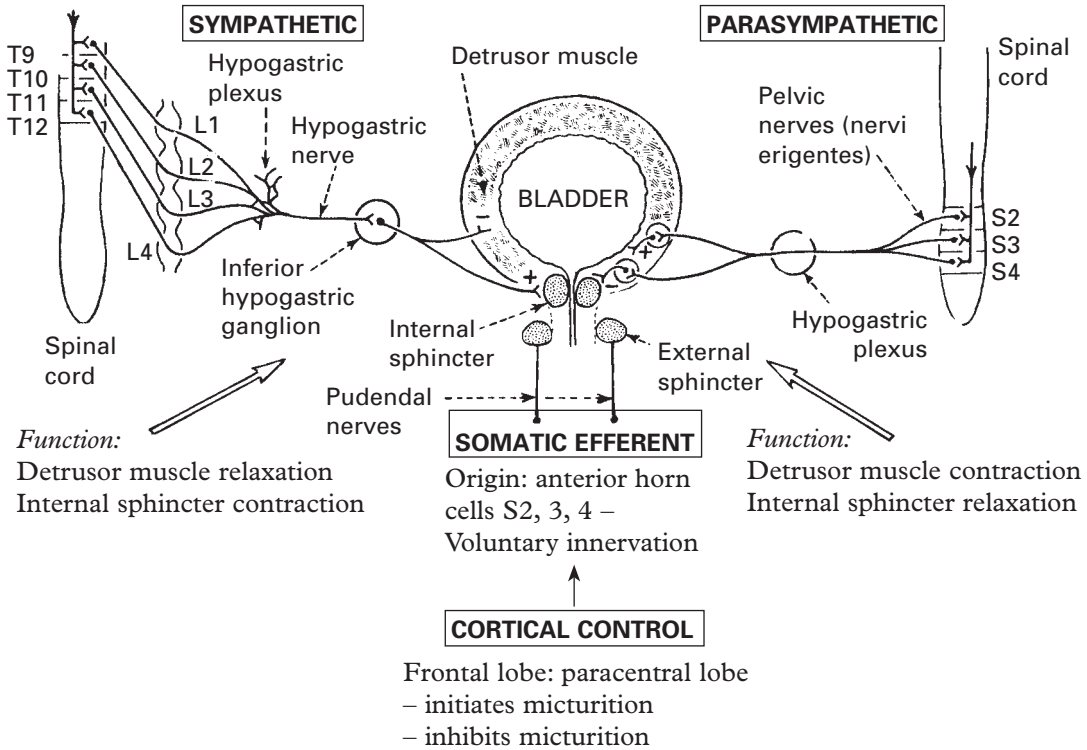 SYMPATHETIC
T9
T10
T11
T12
Hypogastric
plexus
L1
L2
L3
L4
Hypogastric
nerve
Inferior
hypogastric
ganglion
Spinal
cord
Function:
Detrusor muscle relaxation
Internal sphincter contraction
Detrusor muscle
BLADDER
–
+
+
–
Internal
sphincter
External
sphincter
Pudendal
nerves
PARASYMPATHETIC
Spinal
cord
Pelvic
nerves (nervi
erigentes)
S2
S3
S4
Hypogastric
plexus
Function:
Detrusor muscle contraction
Internal sphincter relaxation
SOMATIC EFFERENT
Origin: anterior horn
cells S2, 3, 4 –
Voluntary innervation
CORTICAL CONTROL
Frontal lobe: paracentral lobe
– initiates micturition
– inhibits micturition